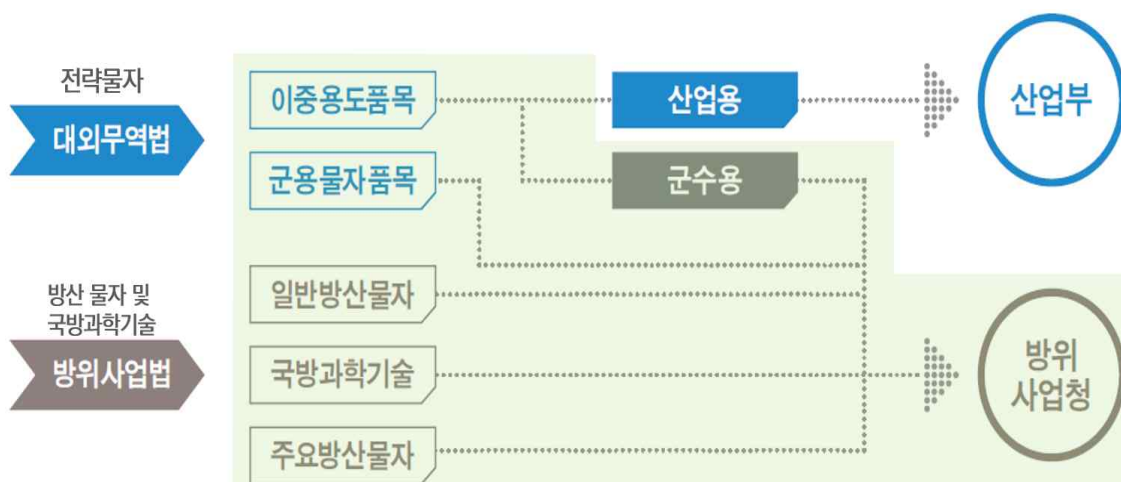 전략물자
대외무역법
이중용도품목
산업용
산업부
군용물자품목
군수용
방산 물자 및
국방과학기술
방위사업법
일반방산물자
국방과학기술
주요방산물자
방위
사업청